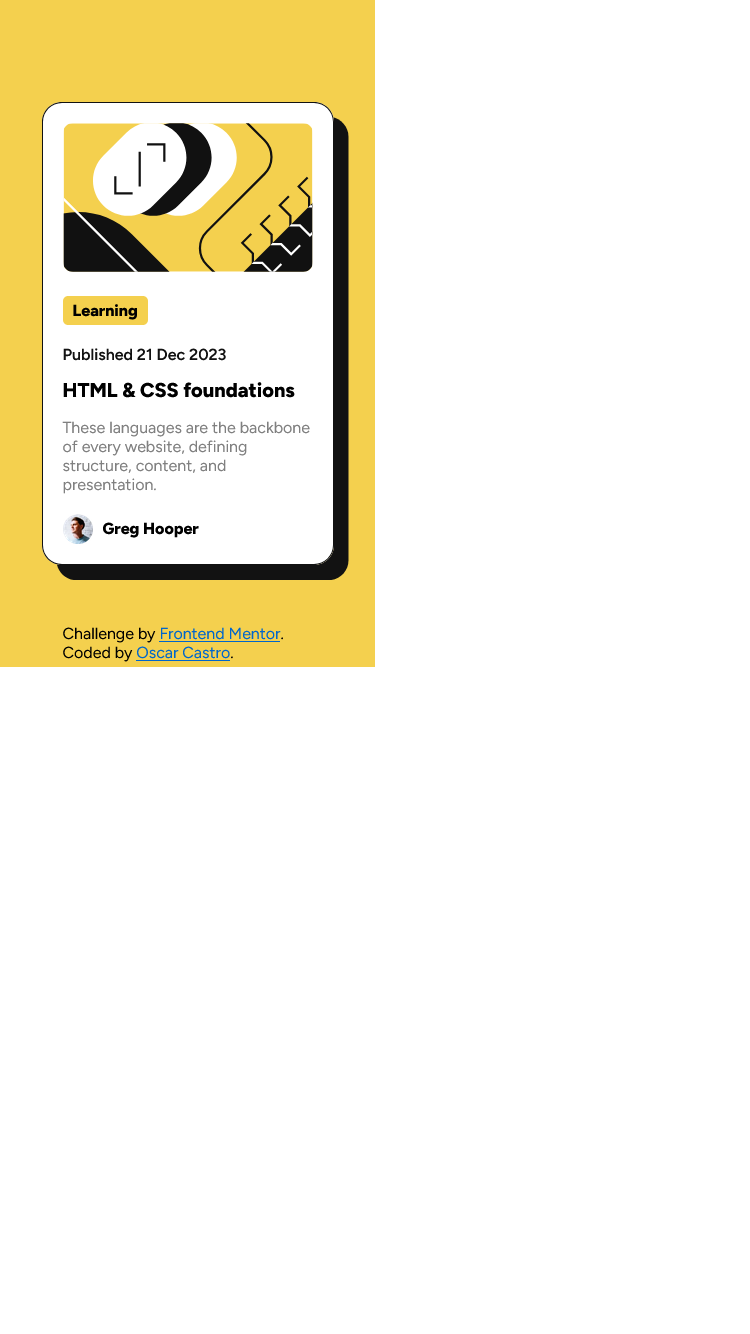 Learning
Published 21 Dec 2023
HTML & CSS foundations
These languages are the backbone
of every website, defining
structure, content, and
presentation.
Greg Hooper
Challenge by Frontend Mentor.
Coded by Oscar Castro.